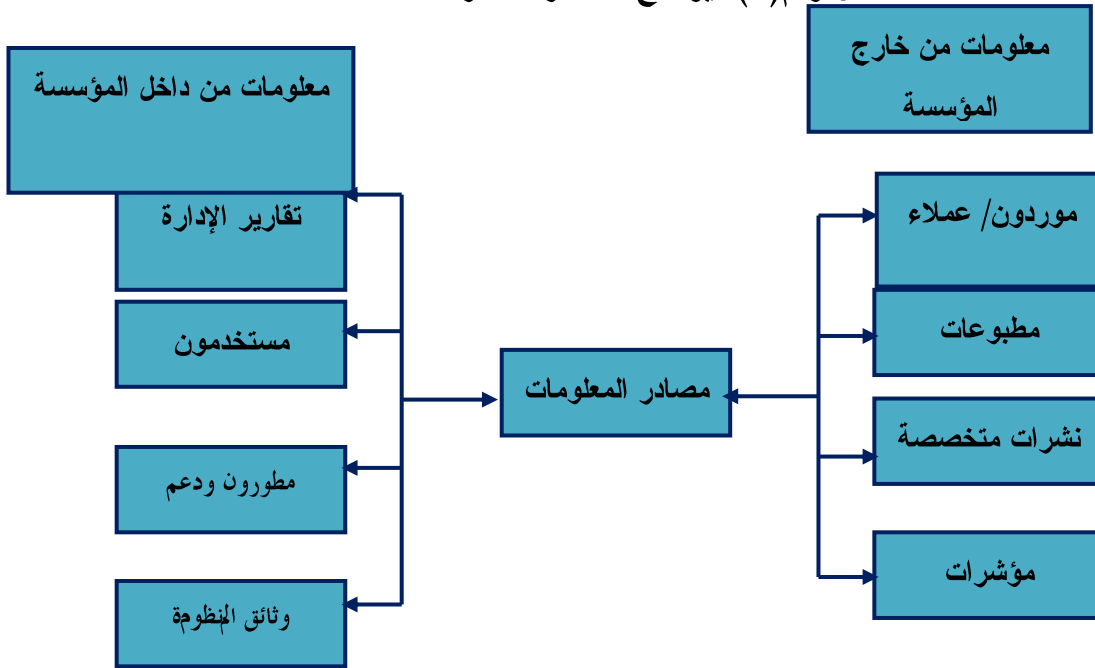 معلومات من خارج
المؤسسة
معلومات من داخل المؤسسة
موردون/ عملاء
تقارير الإدارة
مطبوعات
مستخدمون
مصادر المعلومات
نشرات متخصصة
مطورون ودعم
مؤشرات
وثائق المنظومة